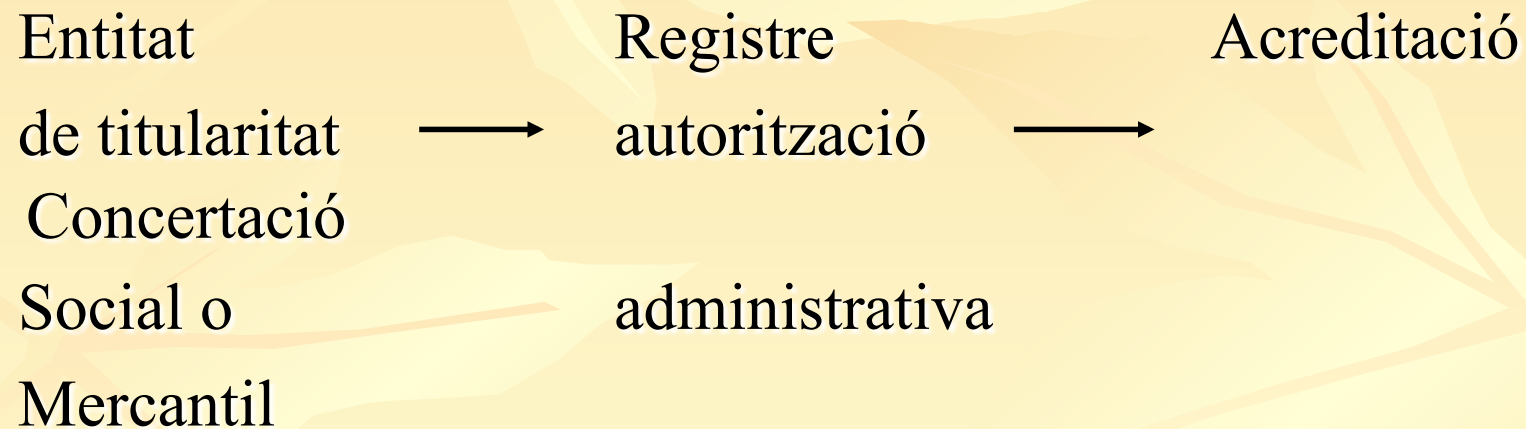 Entitat Registre Acreditació
de titularitat autorització
Concertació
Social o administrativa
Mercantil